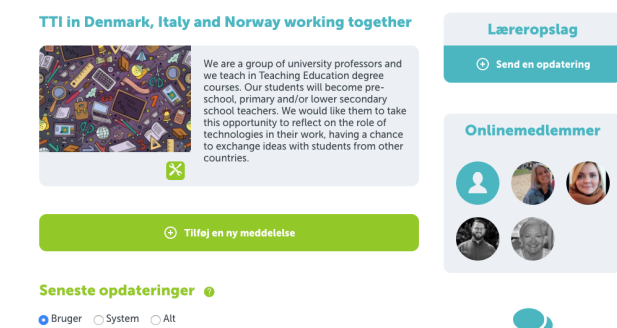 TTI in Denmark, Italy and Norway working together
We are a group of university professors and
we teach in Teaching Education degree
courses. Our students will become pre-
school, primary and/or lower secondary
school teachers. We would like them to take
this opportunity to reflect on the role of
technologies in their work, having a chance
to exchange ideas with students from other
countries.
Tilføj en ny meddelelse
Seneste opdateringer ?
Bruger System Alt
Læreropslag
Send en opdatering
Onlinemedlemmer